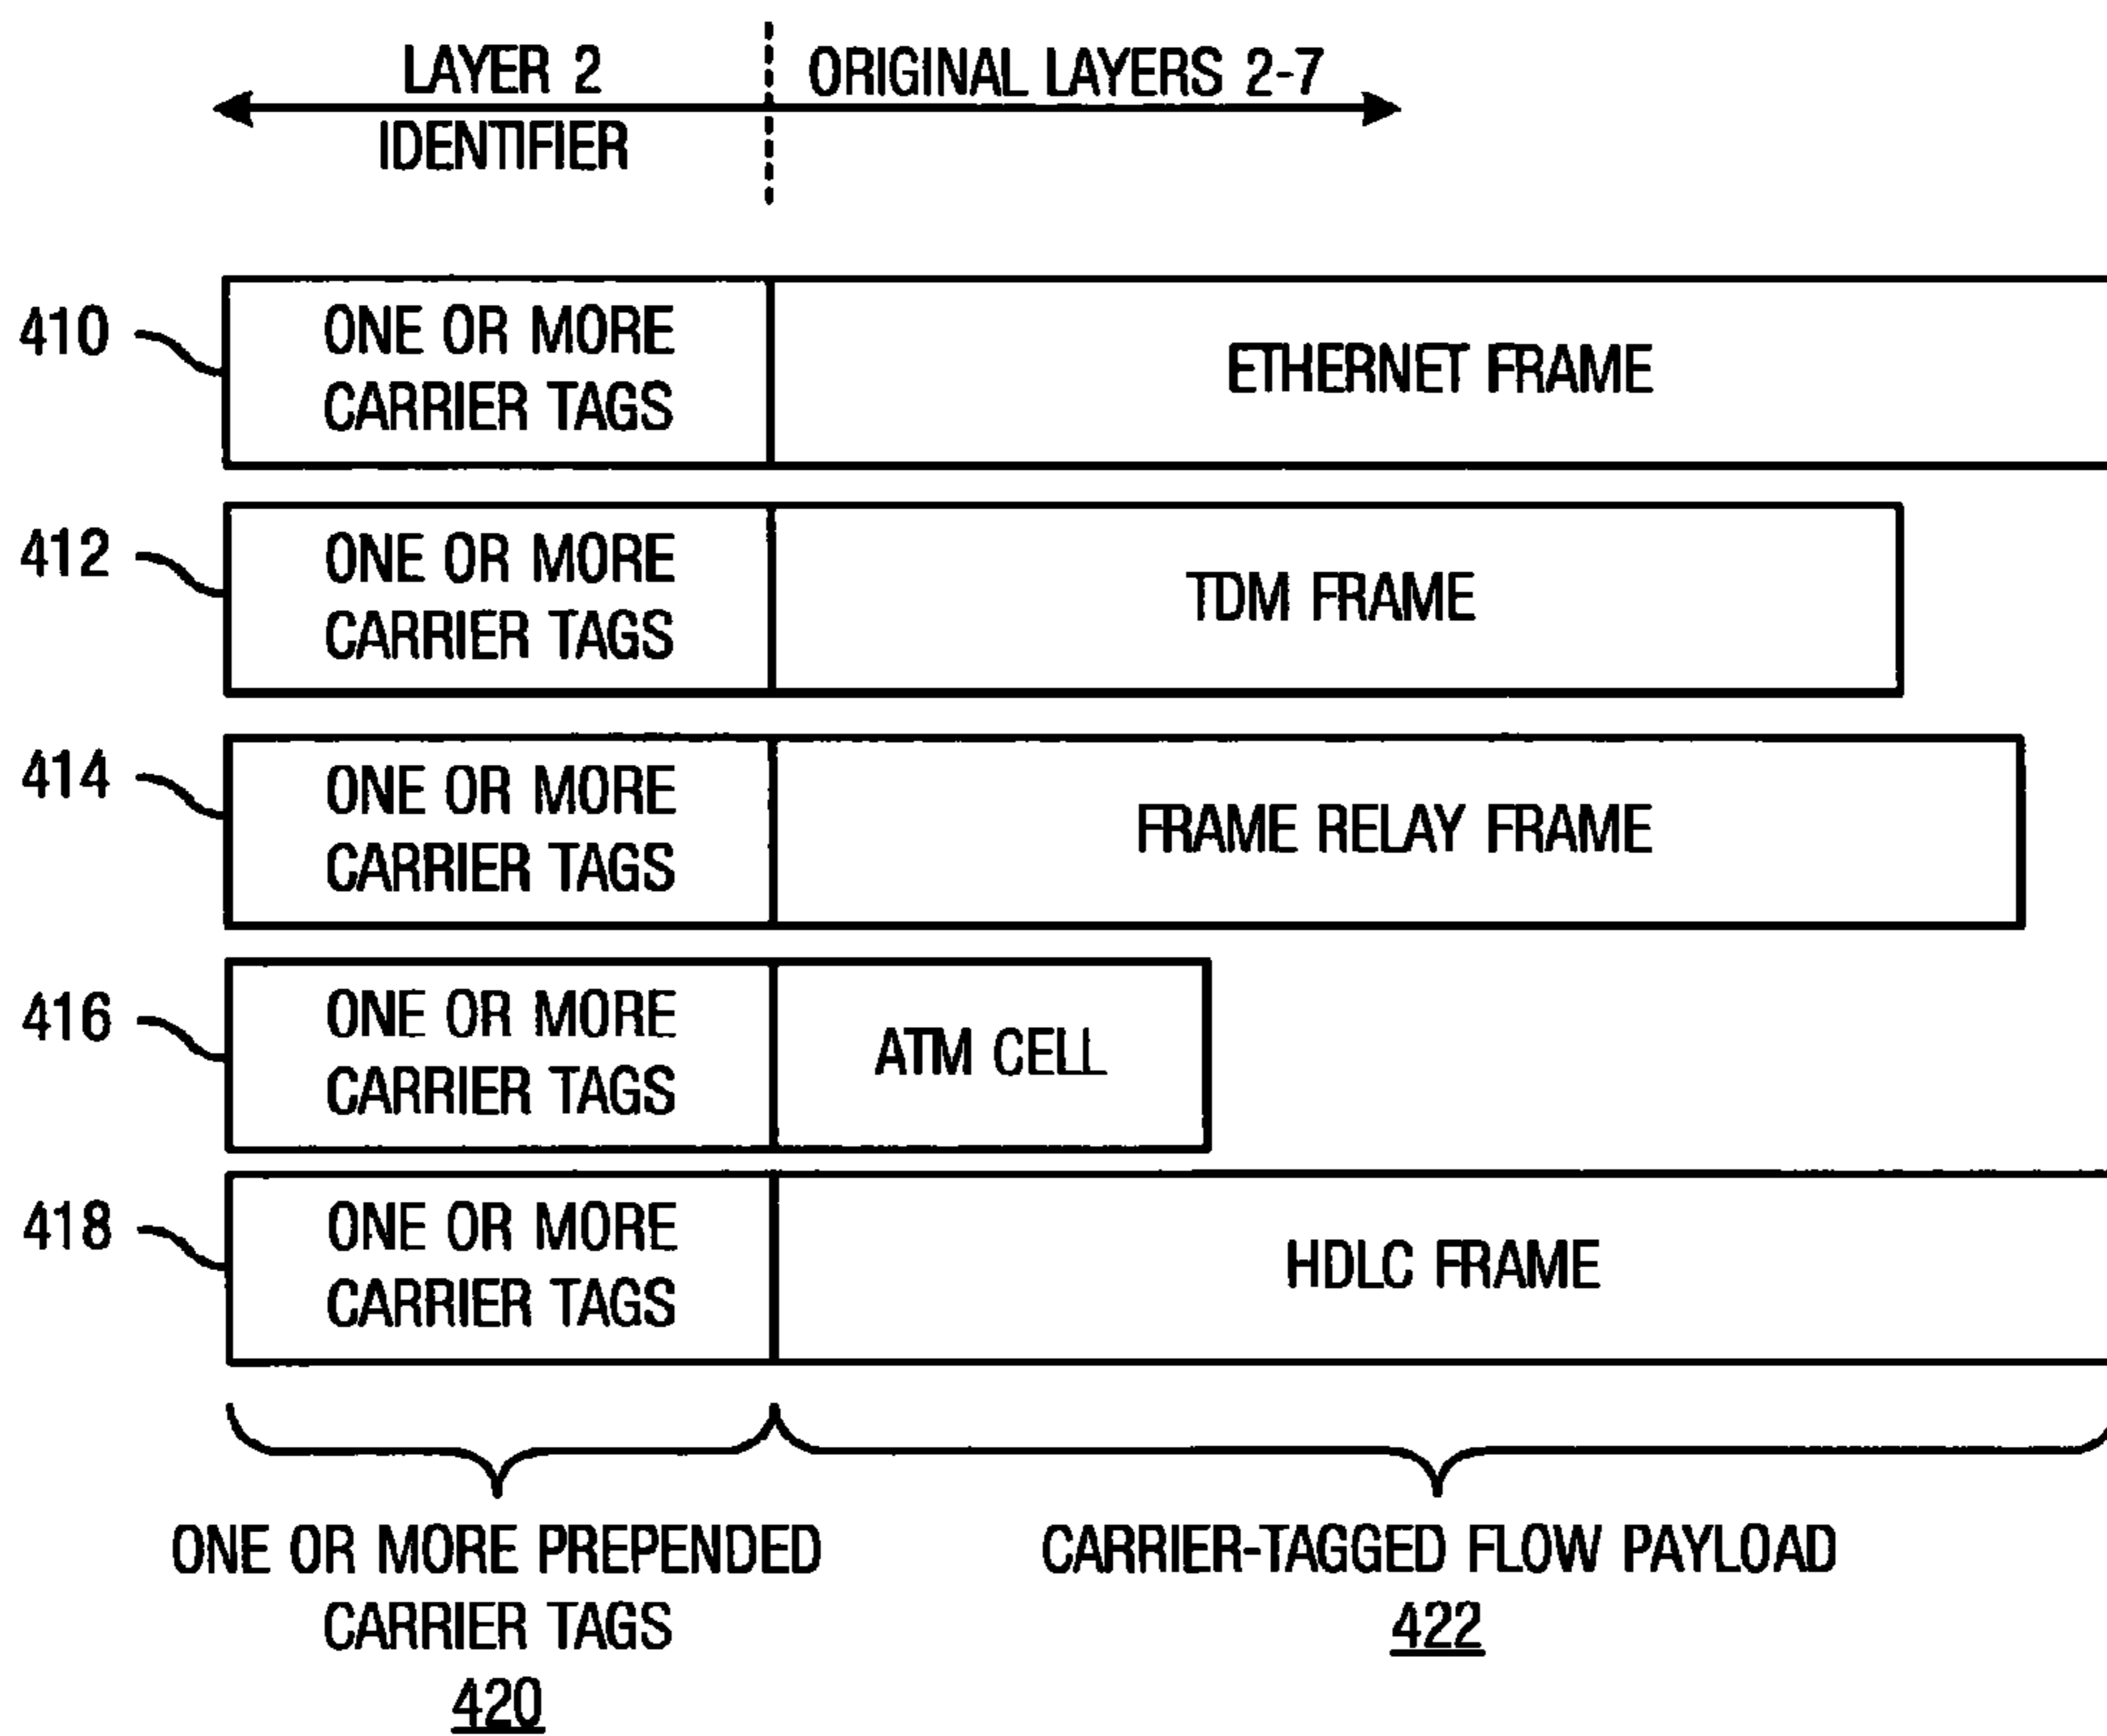 LAYER 2
IDENTIFIER
ORIGINAL LAYERS 2-7
410
ONE OR MORE
CARRIER TAGS
ETHERNET FRAME
412
ONE OR MORE
CARRIER TAGS
TDM FRAME
414
ONE OR MORE
CARRIER TAGS
FRAME RELAY FRAME
416
ONE OR MORE
CARRIER TAGS
ATM CELL
418
ONE OR MORE
CARRIER TAGS
HDLC FRAME
ONE OR MORE PREPENDED
CARRIER TAGS
420
CARRIER-TAGGED FLOW PAYLOAD
422